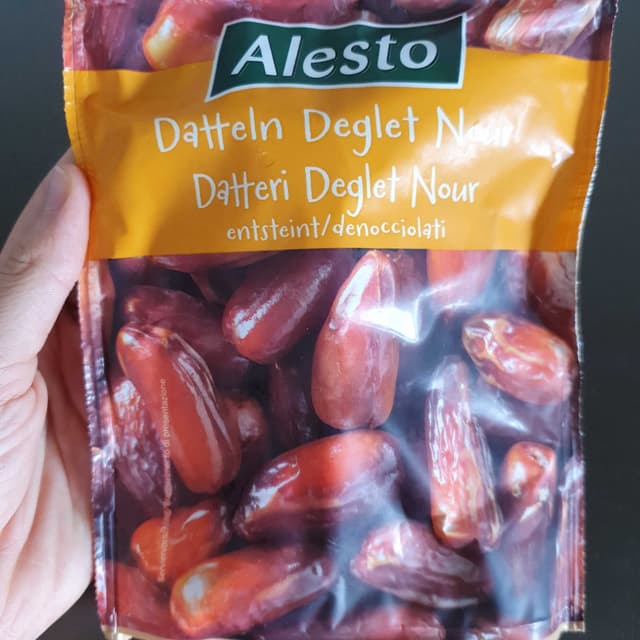 Alesto
Datteln Deglet Nour
Datteri Deglet Nour
entsteint/denocciolati